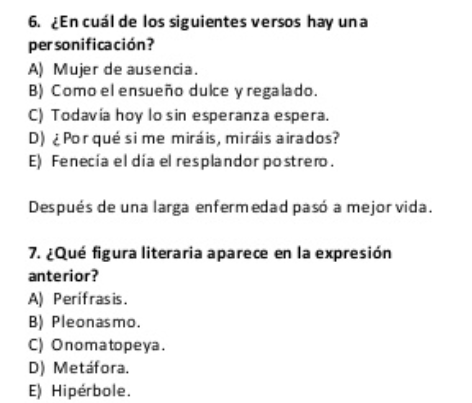 6. ¿En cuál de los siguientes versos hay una
personificación?
A) Mujer de ausencia.
B) Como el ensueño dulce y regalado.
C) Todavía hoy lo sin esperanza espera.
D) ¿Por qué si me miráis, miráis airados?
E) Fenecía el día el resplandor postrero.
Después de una larga enfermedad pasó a mejor vida.
7. ¿Qué figura literaria aparece en la expresión
anterior?
A) Perífrasis.
B) Pleonasmo.
C) Onomatopeya.
D) Metáfora.
E) Hipérbole.